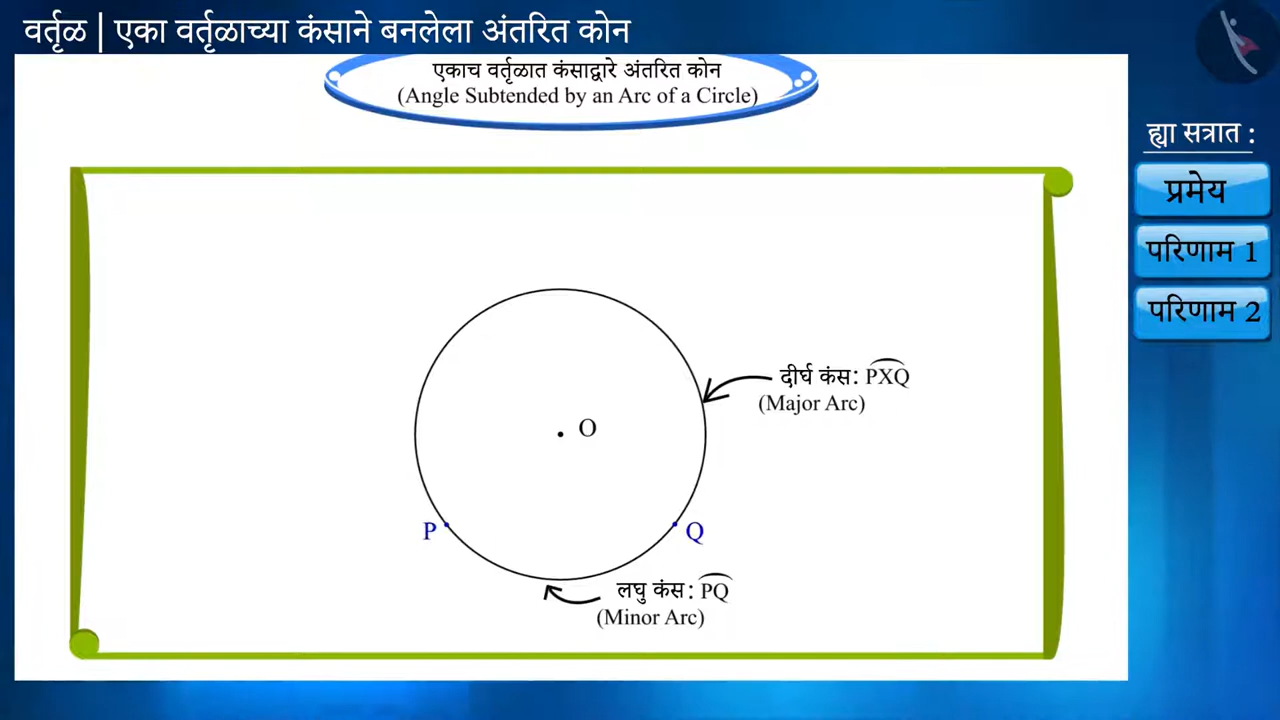 वर्तृळ | एका वर्तृळाच्या कंसाने बनलेला अंतरित कोन
एकाच वर्तृळात कंसाद्वारे अंतरित कोन
(Angle Subtended by an Arc of a Circle)
ह्या सत्रात :
प्रमेय
परिणाम 1
परिणाम 2
दीर्घ कंस: PXQ
(Major Arc)
O
P
Q
लघु कंस: PQ
(Minor Arc)